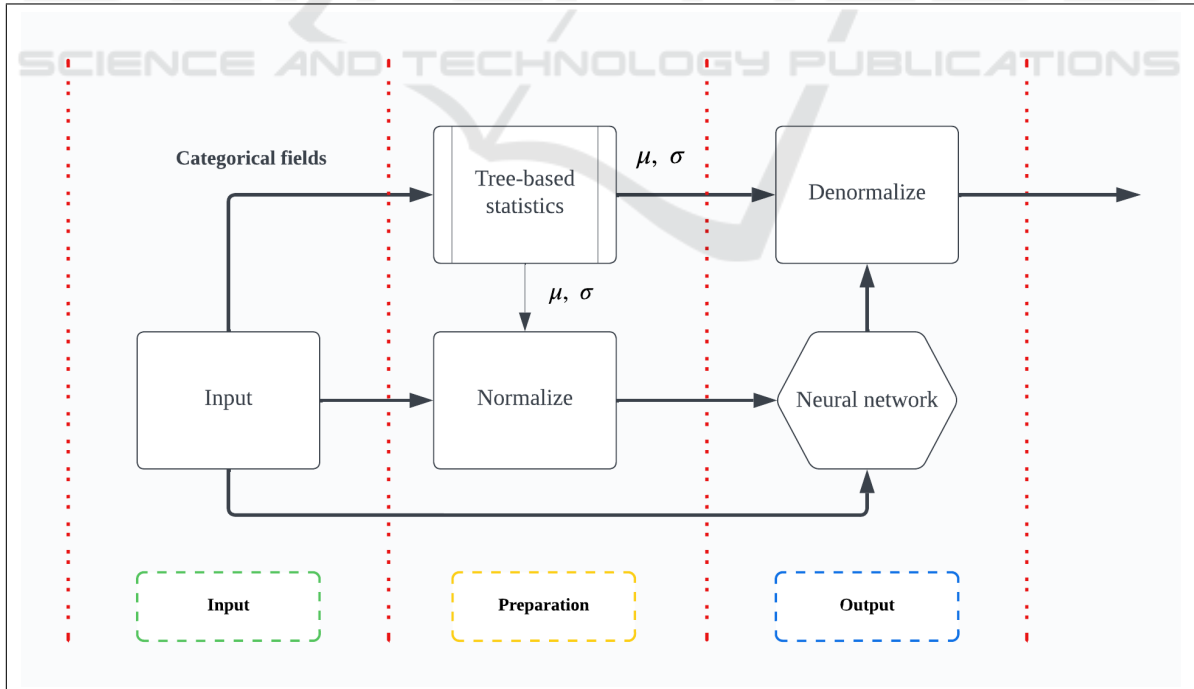 SCIENCE AND TECHNOLOGY PUBLICATIONS
Categorical fields
Tree-based
statistics
μ, σ
Denormalize
μ, σ
Input
Normalize
Neural network
Input
Preparation
Output